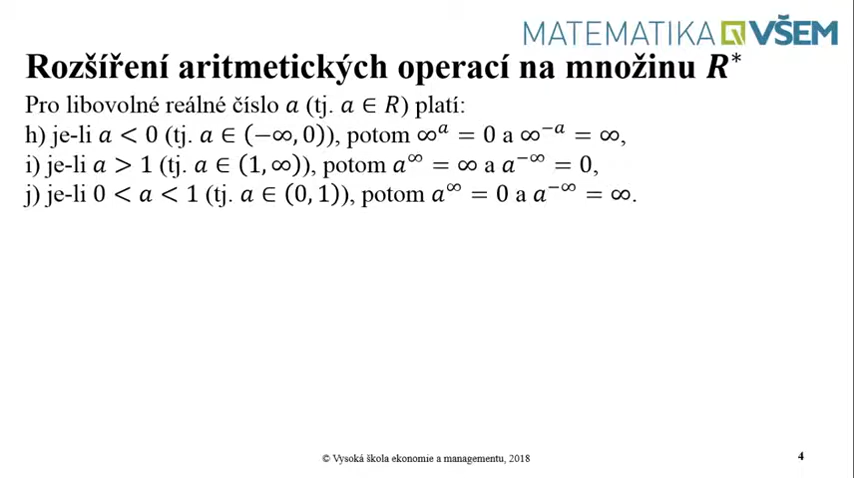 MATEMATIKA VŠEM
Rozšíření aritmetických operací na množinu R*
Pro libovolné reálné číslo a (tj. a ∈ R) platí:
h) je-li a < 0 (tj. a ∈ (−∞, 0)), potom ∞ᵃ = 0 a ∞⁻ᵃ = ∞,
i) je-li a > 1 (tj. a ∈ (1, ∞)), potom a^∞ = ∞ a a^−∞ = 0,
j) je-li 0 < a < 1 (tj. a ∈ (0, 1)), potom a^∞ = 0 a a^−∞ = ∞.
© Vysoká škola ekonomie a managementu, 2018
4